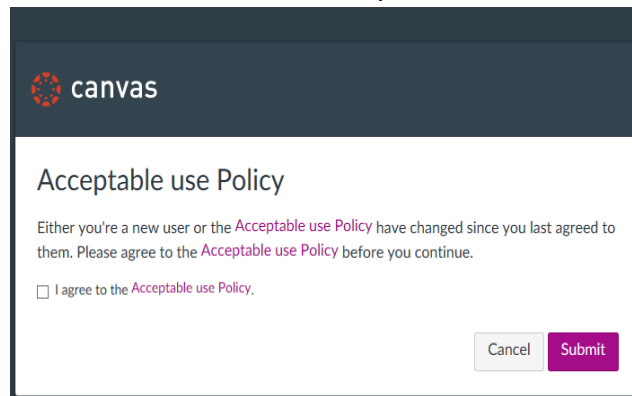 canvas
Acceptable use Policy
Either you're a new user or the Acceptable use Policy have changed since you last agreed to
them. Please agree to the Acceptable use Policy before you continue.
I agree to the Acceptable use Policy.
Cancel Submit